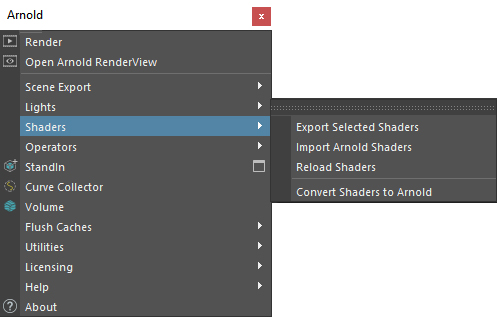 Arnold
Render
Open Arnold RenderView
Scene Export
Lights
Shaders
Operators
StandIn
Curve Collector
Volume
Flush Caches
Utilities
Licensing
Help
About
Export Selected Shaders
Import Arnold Shaders
Reload Shaders
Convert Shaders to Arnold